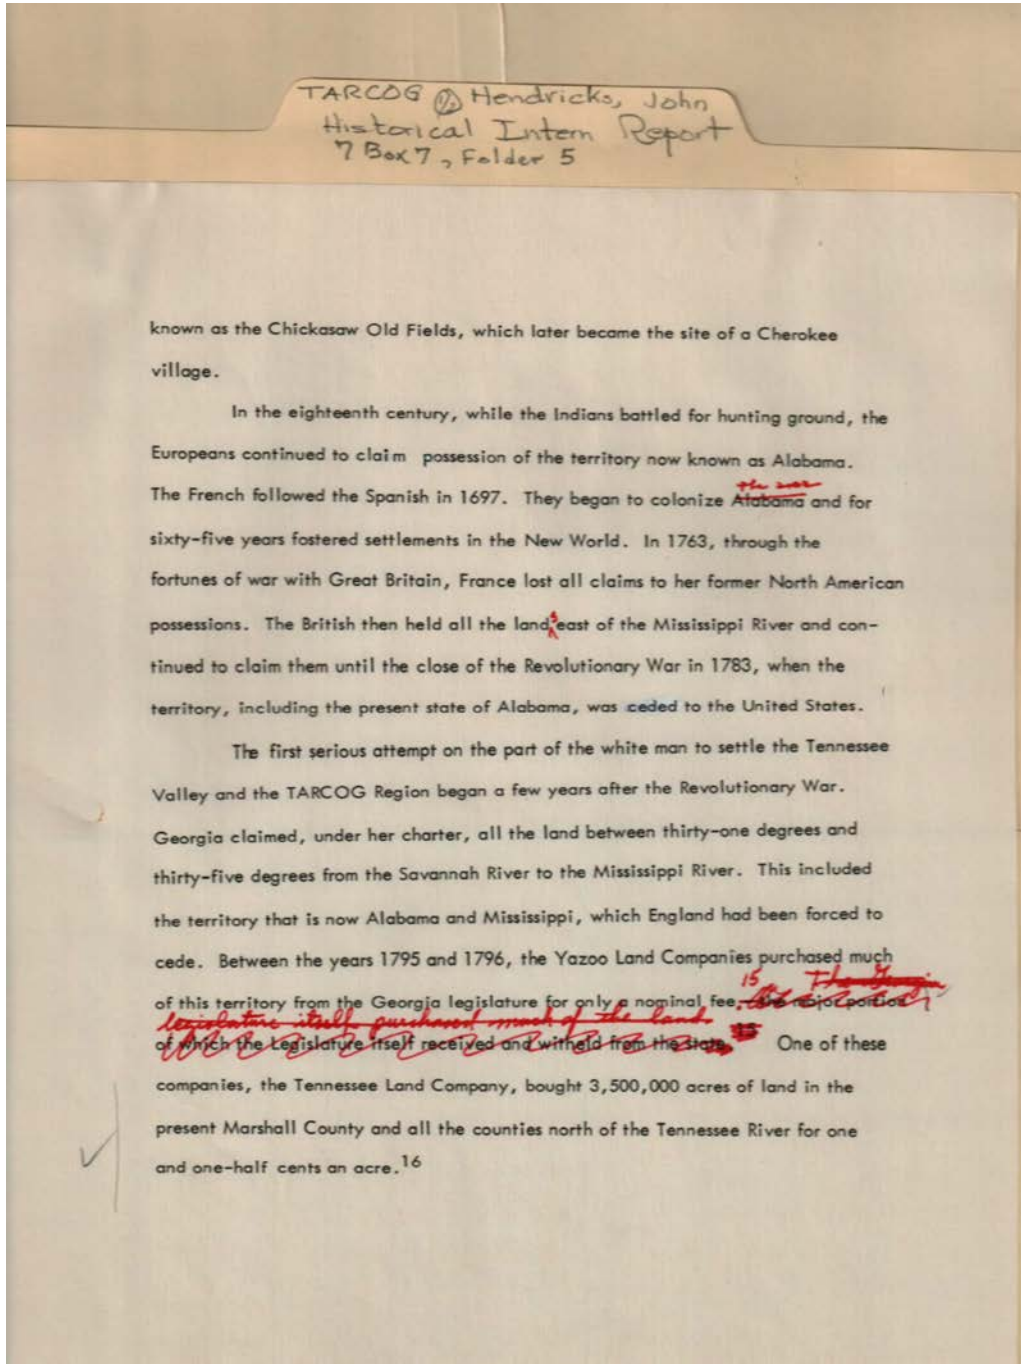 TARCOG 1/2 Hendricks, John
Historical Intern Report
7 Box 7, Folder 5
known as the Chickasaw Old Fields, which later became the site of a Cherokee
village.
In the eighteenth century, while the Indians battled for hunting ground, the
Europeans continued to claim possession of the territory now known as Alabama.
the area
The French followed the Spanish in 1697. They began to colonize Alabama and for
sixty-five years fostered settlements in the New World. In 1763, through the
fortunes of war with Great Britain, France lost all claims to her former North American
possessions. The British then held all the lands east of the Mississippi River and con-
tinued to claim them until the close of the Revolutionary War in 1783, when the
territory, including the present state of Alabama, was ceded to the United States.
The first serious attempt on the part of the white man to settle the Tennessee
Valley and the TARCOG Region began a few years after the Revolutionary War.
Georgia claimed, under her charter, all the land between thirty-one degrees and
thirty-five degrees from the Savannah River to the Mississippi River. This included
the territory that is now Alabama and Mississippi, which England had been forced to
cede. Between the years 1795 and 1796, the Yazoo Land Companies purchased much
15 The Georgia
of this territory from the Georgia legislature for only a nominal fee, the major portion
legislature itself purchased much of the land
of which the Legislature itself received and witheld from the state. 15 One of these
companies, the Tennessee Land Company, bought 3,500,000 acres of land in the
present Marshall County and all the counties north of the Tennessee River for one
and one-half cents an acre.16